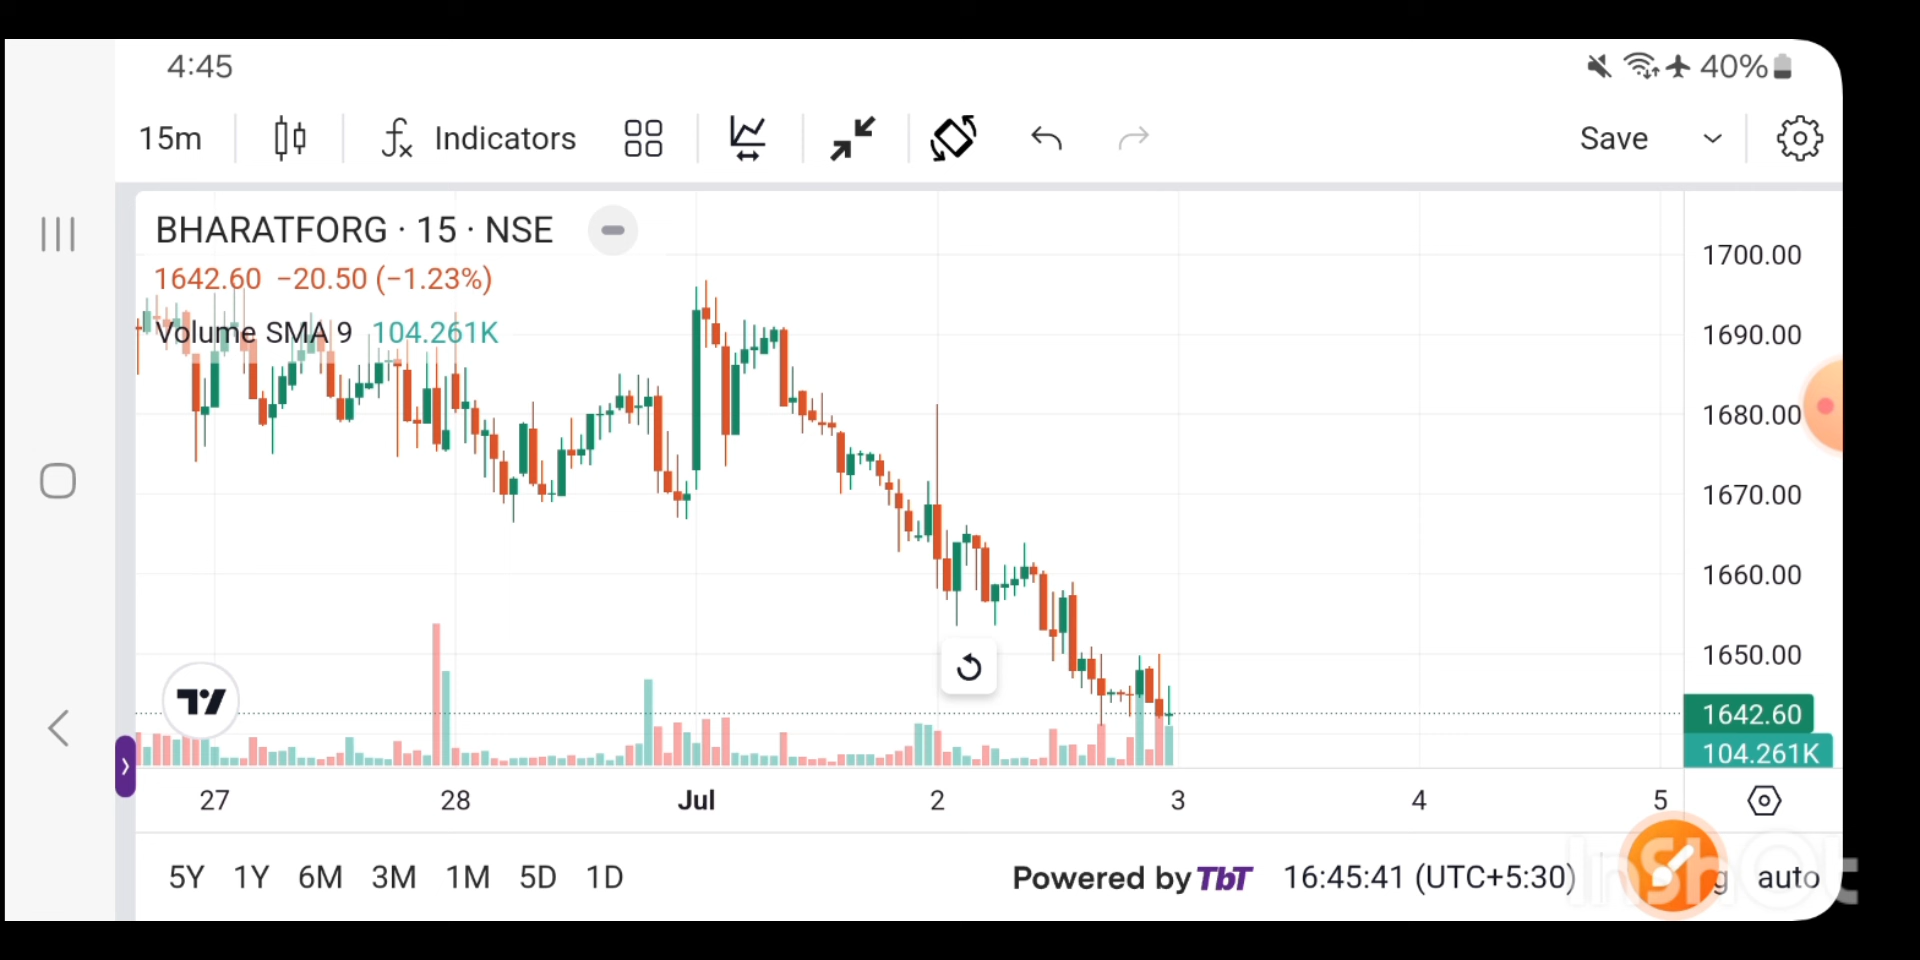 4:45
40%
15m
Indicators
Save
BHARATFORG · 15 · NSE
1642.60 −20.50 (−1.23%)
Volume SMA 9 104.261K
1700.00
1690.00
1680.00
1670.00
1660.00
1650.00
1642.60
104.261K
27 28 Jul 2 3 4 5
5Y 1Y 6M 3M 1M 5D 1D
Powered by TbT
16:45:41 (UTC+5:30)
auto
InShOt